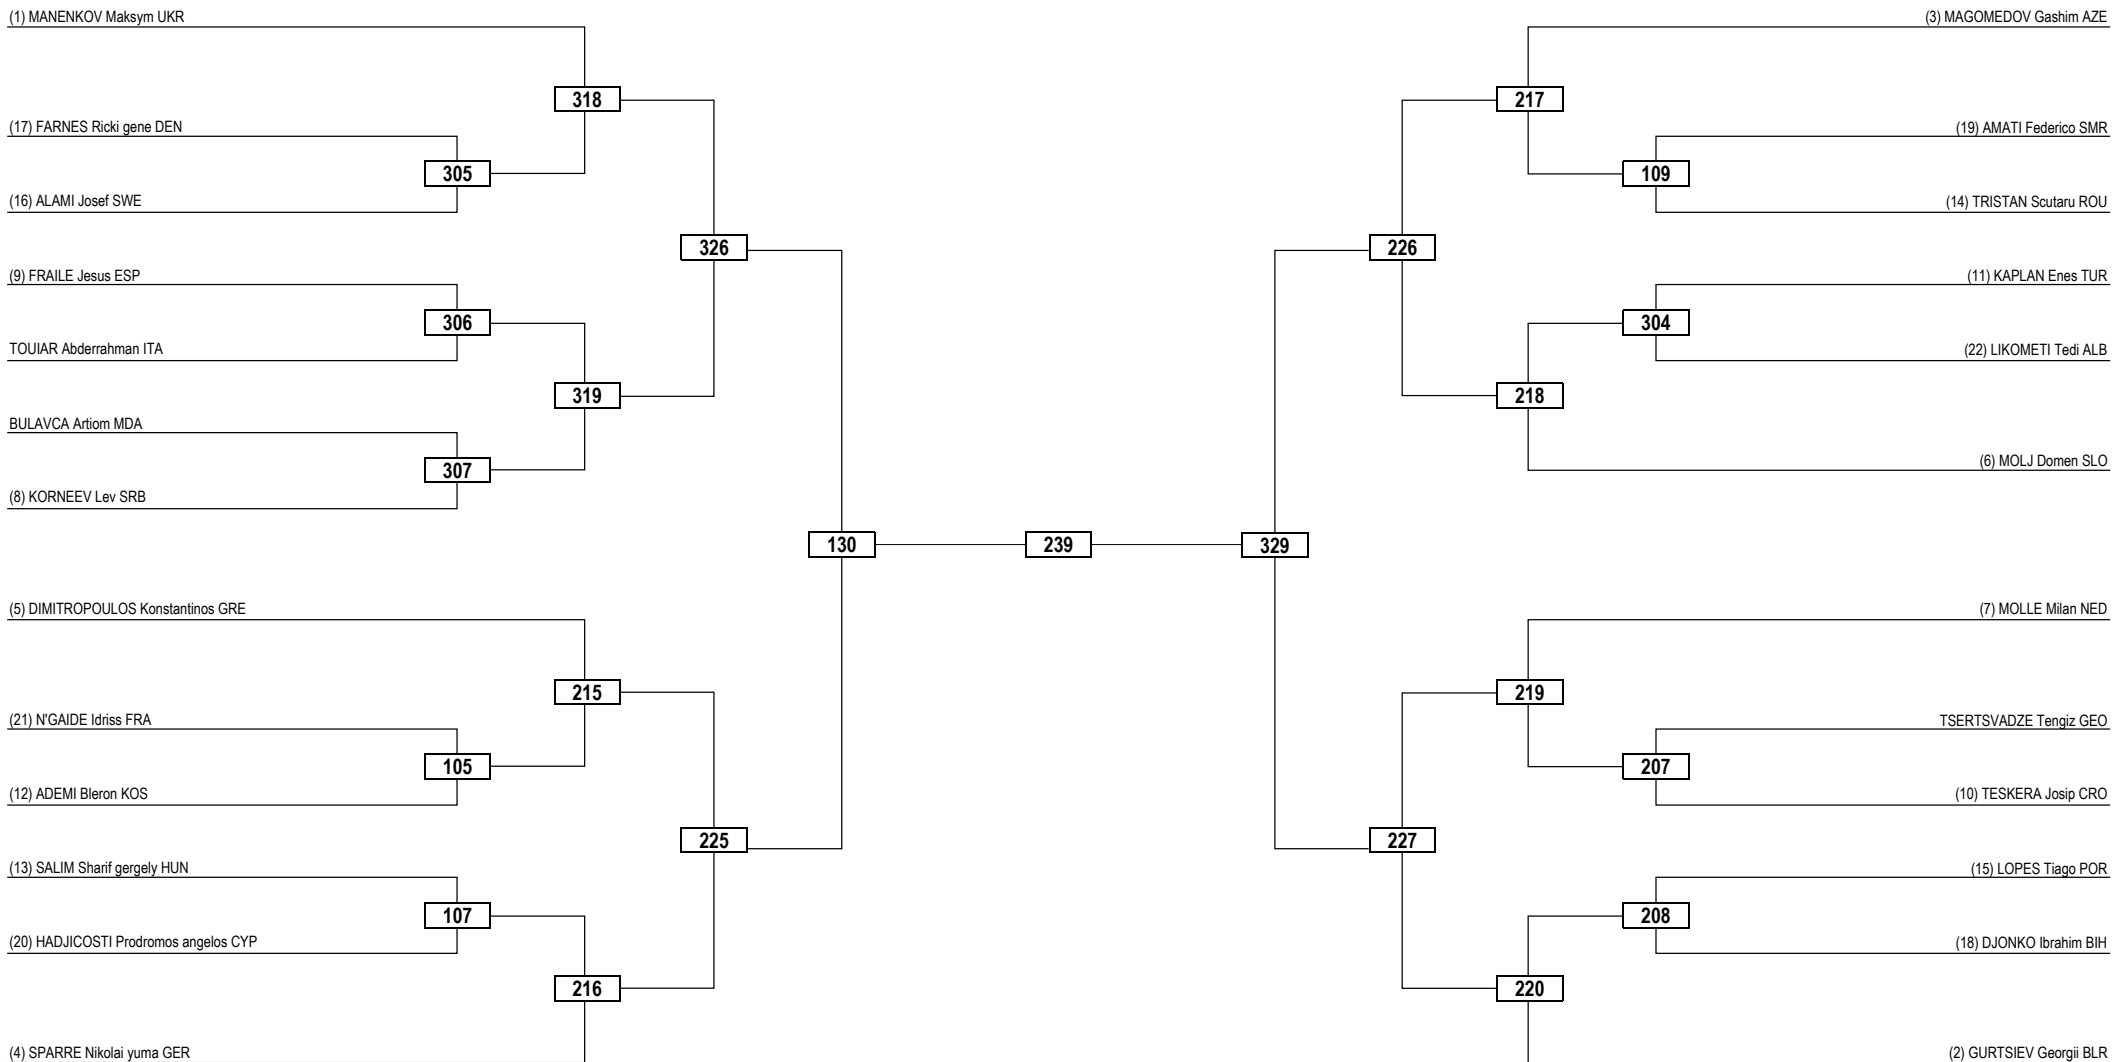 (1) MANENKOV Maksym UKR
(3) MAGOMEDOV Gashim AZE
318
217
(17) FARNES Ricki gene DEN
(19) AMATI Federico SMR
305
109
(16) ALAMI Josef SWE
(14) TRISTAN Scutaru ROU
326
226
(9) FRAILE Jesus ESP
(11) KAPLAN Enes TUR
306
304
TOUIAR Abderrahman ITA
(22) LIKOMETI Tedi ALB
319
218
BULAVCA Artiom MDA
307
(6) MOLJ Domen SLO
(8) KORNEEV Lev SRB
130
239
329
(5) DIMITROPOULOS Konstantinos GRE
(7) MOLLE Milan NED
215
219
(21) N'GAIDE Idriss FRA
TSERTSVADZE Tengiz GEO
105
207
(12) ADEMI Bleron KOS
(10) TESKERA Josip CRO
225
227
(13) SALIM Sharif gergely HUN
(15) LOPES Tiago POR
107
208
(20) HADJICOSTI Prodromos angelos CYP
(18) DJONKO Ibrahim BIH
216
220
(4) SPARRE Nikolai yuma GER
(2) GURTSIEV Georgii BLR